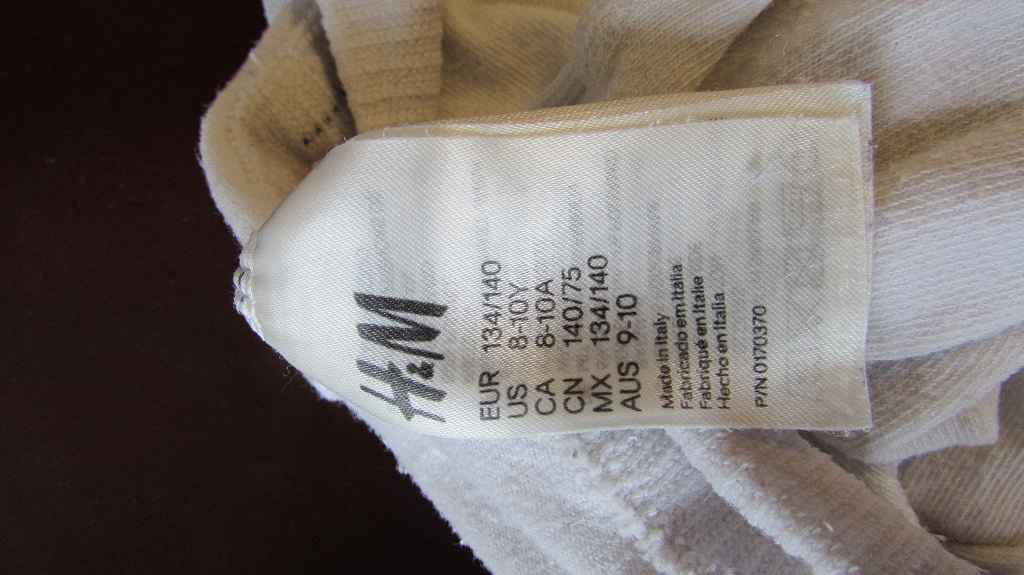 H&M
EUR 134/140
US 8-10Y
CA 8-10A
CN 140/75
MX 134/140
AUS 9-10
Made in Italy
Fabricado em Itália
Fabriqué en Italie
Hecho en Italia
P/N 0170370